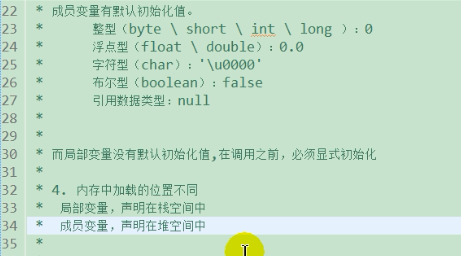 22 * 成员变量有默认初始化值。
23 * 整型(byte \ short \ int \ long ):0
24 * 浮点型(float \ double):0.0
25 * 字符型(char):'\u0000'
26 * 布尔型(boolean):false
27 * 引用数据类型:null
28 *
29 *
30 * 而局部变量没有默认初始化值,在调用之前,必须显式初始化
31 *
32 * 4. 内存中加载的位置不同
33 * 局部变量,声明在栈空间中
34 * 成员变量,声明在堆空间中
35 *